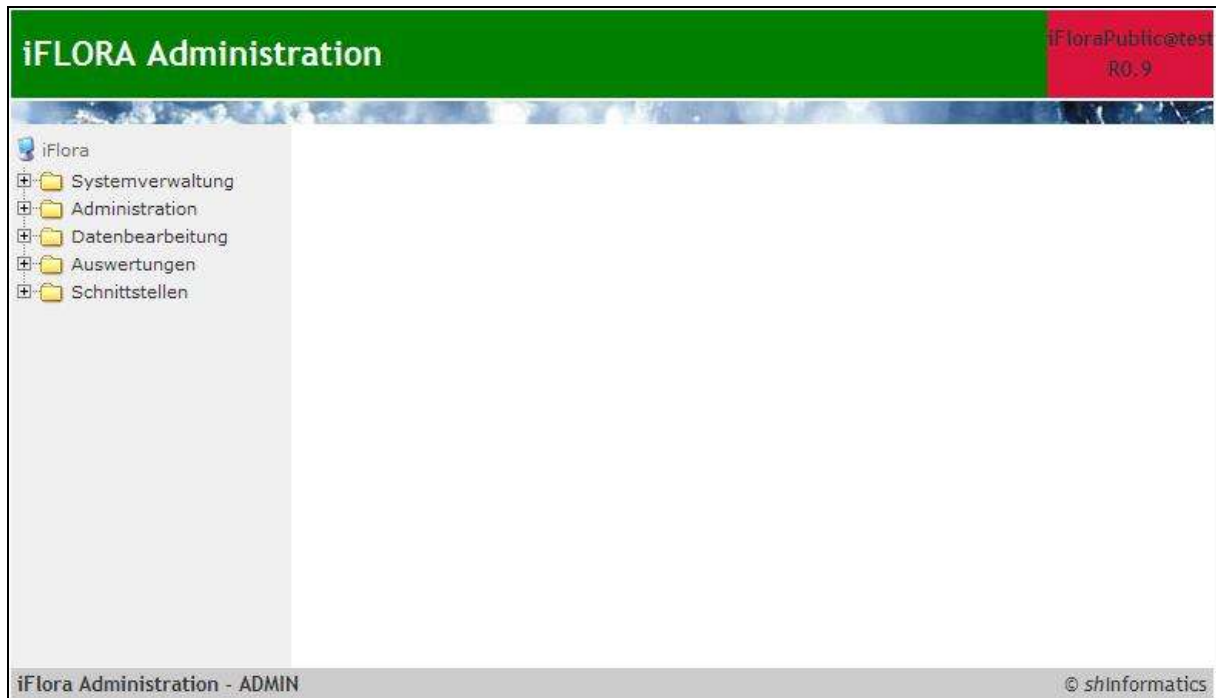 iFLORA Administration
iFloraPublic@test
R0.9
iFlora
Systemverwaltung
Administration
Datenbearbeitung
Auswertungen
Schnittstellen
iFlora Administration - ADMIN
© shInformatics